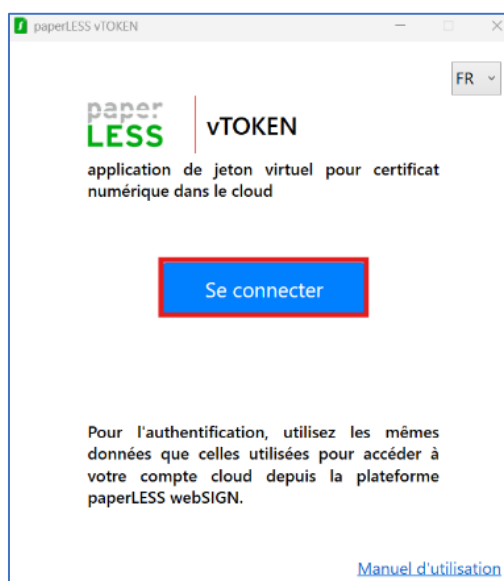 paperLESS vTOKEN
FR
paper
LESS
vTOKEN
application de jeton virtuel pour certificat
numérique dans le cloud
Se connecter
Pour l'authentification, utilisez les mêmes
données que celles utilisées pour accéder à
votre compte cloud depuis la plateforme
paperLESS webSIGN.
Manuel d'utilisation